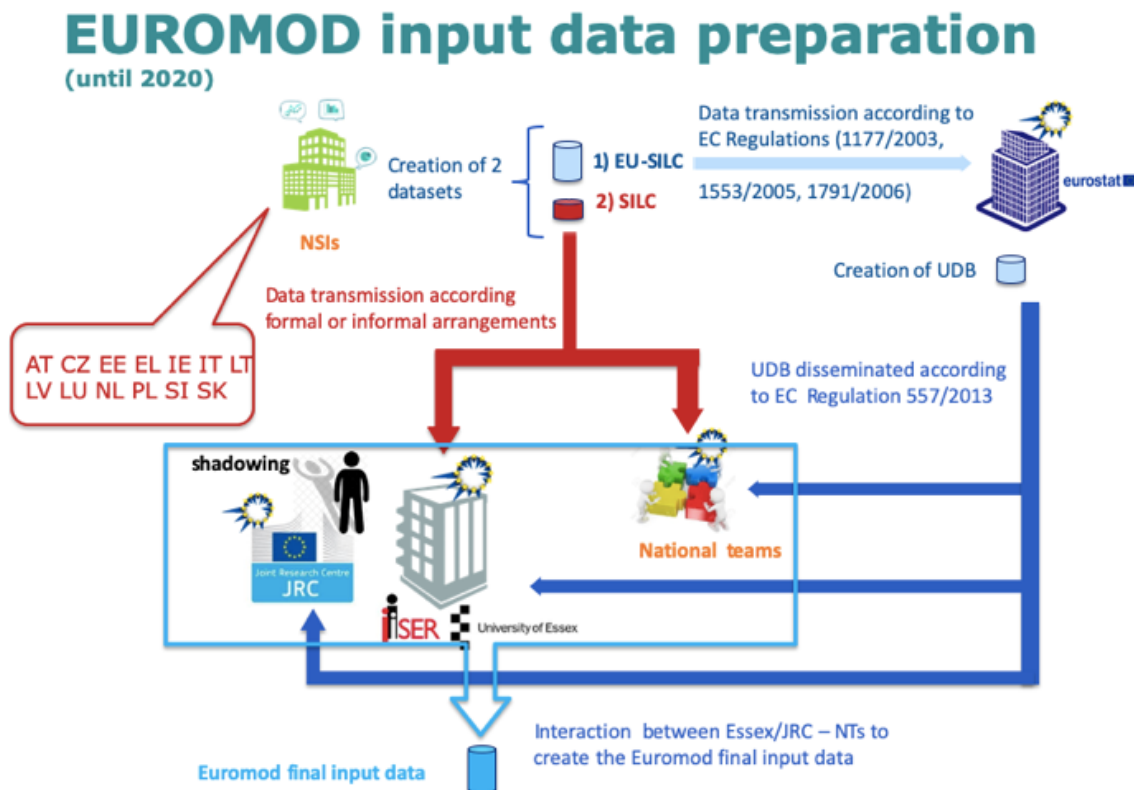 EUROMOD input data preparation
(until 2020)
NSIs
Creation of 2
datasets
1) EU-SILC
2) SILC
Data transmission according to
EC Regulations (1177/2003,
1553/2005, 1791/2006)
eurostat
Creation of UDB
Data transmission according
formal or informal arrangements
AT CZ EE EL IE IT LT
LV LU NL PL SI SK
UDB disseminated according
to EC Regulation 557/2013
shadowing
Joint Research Centre
JRC
National teams
iSER
University of Essex
Interaction between Essex/JRC – NTs to
create the Euromod final input data
Euromod final input data